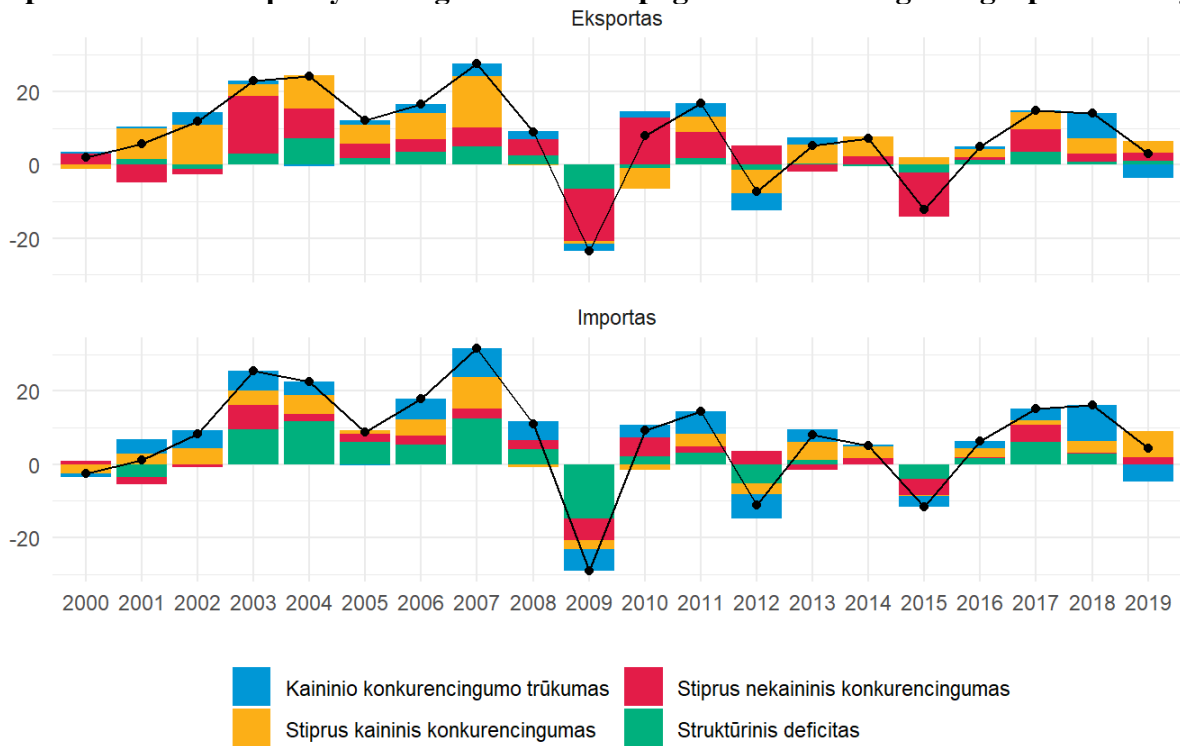 Eksportas
20
0
-20
Importas
20
0
-20
2000 2001 2002 2003 2004 2005 2006 2007 2008 2009 2010 2011 2012 2013 2014 2015 2016 2017 2018 2019
Kaininio konkurencingumo trūkumas
Stiprus nekaininis konkurencingumas
Stiprus kaininis konkurencingumas
Struktūrinis deficitas